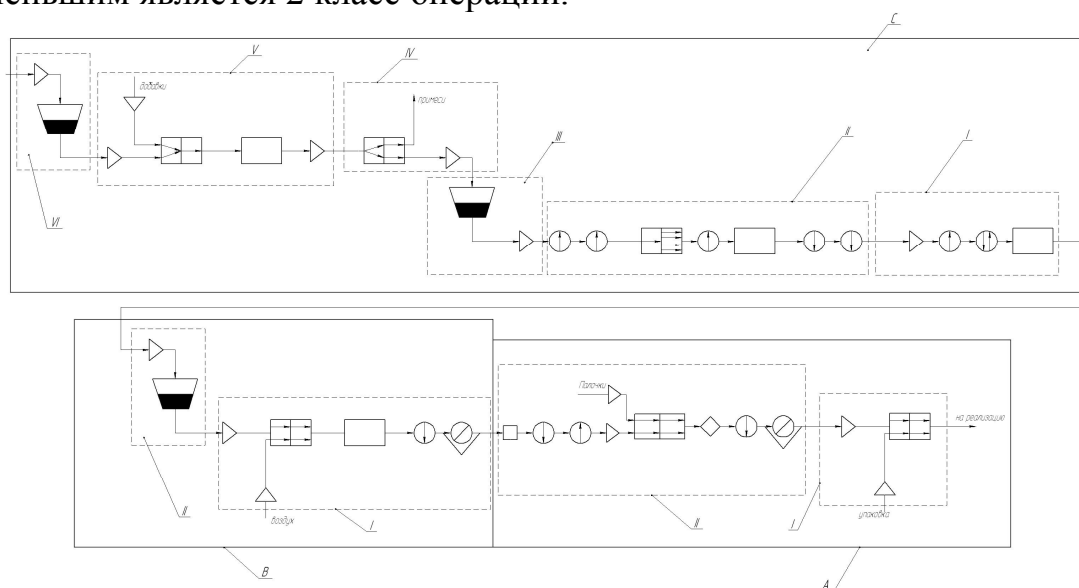 меньшим является 2 класс операций.
C
V
IV
добавки
примеси
III
II
I
VI
Палочки
на реализацию
II
I
воздух
II
I
упаковка
B
A